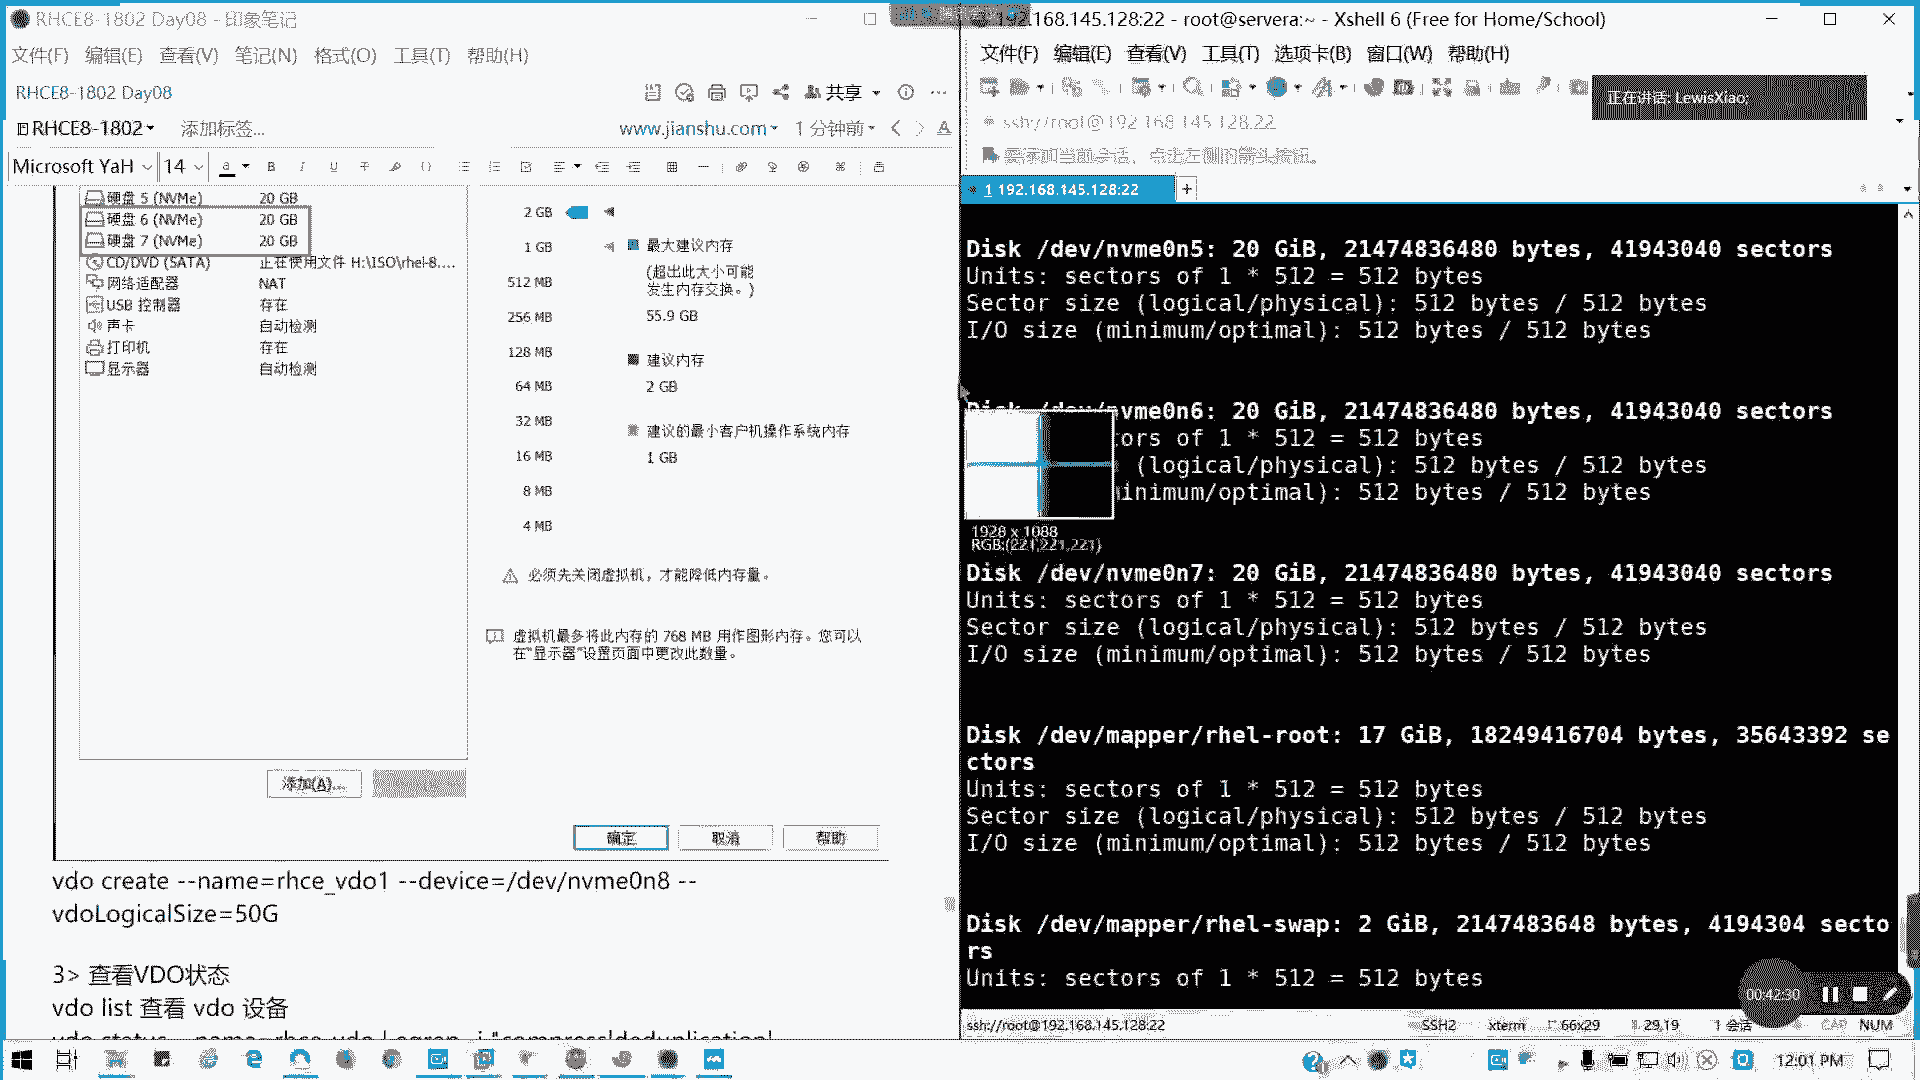 RHCE8-1802 Day08 - 印象笔记
文件(F) 编辑(E) 查看(V) 笔记(N) 格式(O) 工具(T) 帮助(H)
RHCE8-1802 Day08
共享
RHCE8-1802
添加标签...
www.jianshu.com
1 分钟前
Microsoft YaH
14
硬盘 5 (NVMe) 20 GB
硬盘 6 (NVMe) 20 GB
硬盘 7 (NVMe) 20 GB
CD/DVD (SATA) 正在使用文件 H:\ISO\rhel-8....
网络适配器 NAT
USB 控制器 存在
声卡 自动检测
打印机 存在
显示器 自动检测
2 GB
1 GB
512 MB
256 MB
128 MB
64 MB
32 MB
16 MB
8 MB
4 MB
最大建议内存
(超出此大小可能
发生内存交换。)
55.9 GB
建议内存
2 GB
建议的最小客户机操作系统内存
1 GB
必须先关闭虚拟机，才能降低内存量。
虚拟机最多将此内存的 768 MB 用作图形内存。您可以
在"显示器"设置页面中更改此数量。
添加(A)...
确定 取消 帮助
vdo create --name=rhce_vdo1 --device=/dev/nvme0n8 --
vdoLogicalSize=50G
3> 查看VDO状态
vdo list 查看 vdo 设备
192.168.145.128:22 - root@servera:~ - Xshell 6 (Free for Home/School)
文件(F) 编辑(E) 查看(V) 工具(T) 选项卡(B) 窗口(W) 帮助(H)
正在讲话: LewisXiao;
ssh://root@192.168.145.128:22
要添加当前会话，点击左侧的箭头按钮。
1 192.168.145.128:22
Disk /dev/nvme0n5: 20 GiB, 21474836480 bytes, 41943040 sectors
Units: sectors of 1 * 512 = 512 bytes
Sector size (logical/physical): 512 bytes / 512 bytes
I/O size (minimum/optimal): 512 bytes / 512 bytes
nvme0n6: 20 GiB, 21474836480 bytes, 41943040 sectors
tors of 1 * 512 = 512 bytes
(logical/physical): 512 bytes / 512 bytes
inimum/optimal): 512 bytes / 512 bytes
1928 x 1088
RGB:(221,221,221)
Disk /dev/nvme0n7: 20 GiB, 21474836480 bytes, 41943040 sectors
Units: sectors of 1 * 512 = 512 bytes
Sector size (logical/physical): 512 bytes / 512 bytes
I/O size (minimum/optimal): 512 bytes / 512 bytes
Disk /dev/mapper/rhel-root: 17 GiB, 18249416704 bytes, 35643392 se
ctors
Units: sectors of 1 * 512 = 512 bytes
Sector size (logical/physical): 512 bytes / 512 bytes
I/O size (minimum/optimal): 512 bytes / 512 bytes
Disk /dev/mapper/rhel-swap: 2 GiB, 2147483648 bytes, 4194304 secto
rs
Units: sectors of 1 * 512 = 512 bytes
00:42:30
ssh://root@192.168.145.128:22 SSH2 xterm 66x29 29,19 1 会话 CAP NUM
12:01 PM